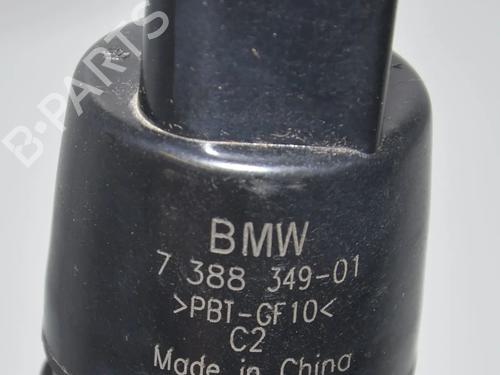 B-PARTS
BMW
7 388 349-01
>PBT-GF10<
C2
Made in China